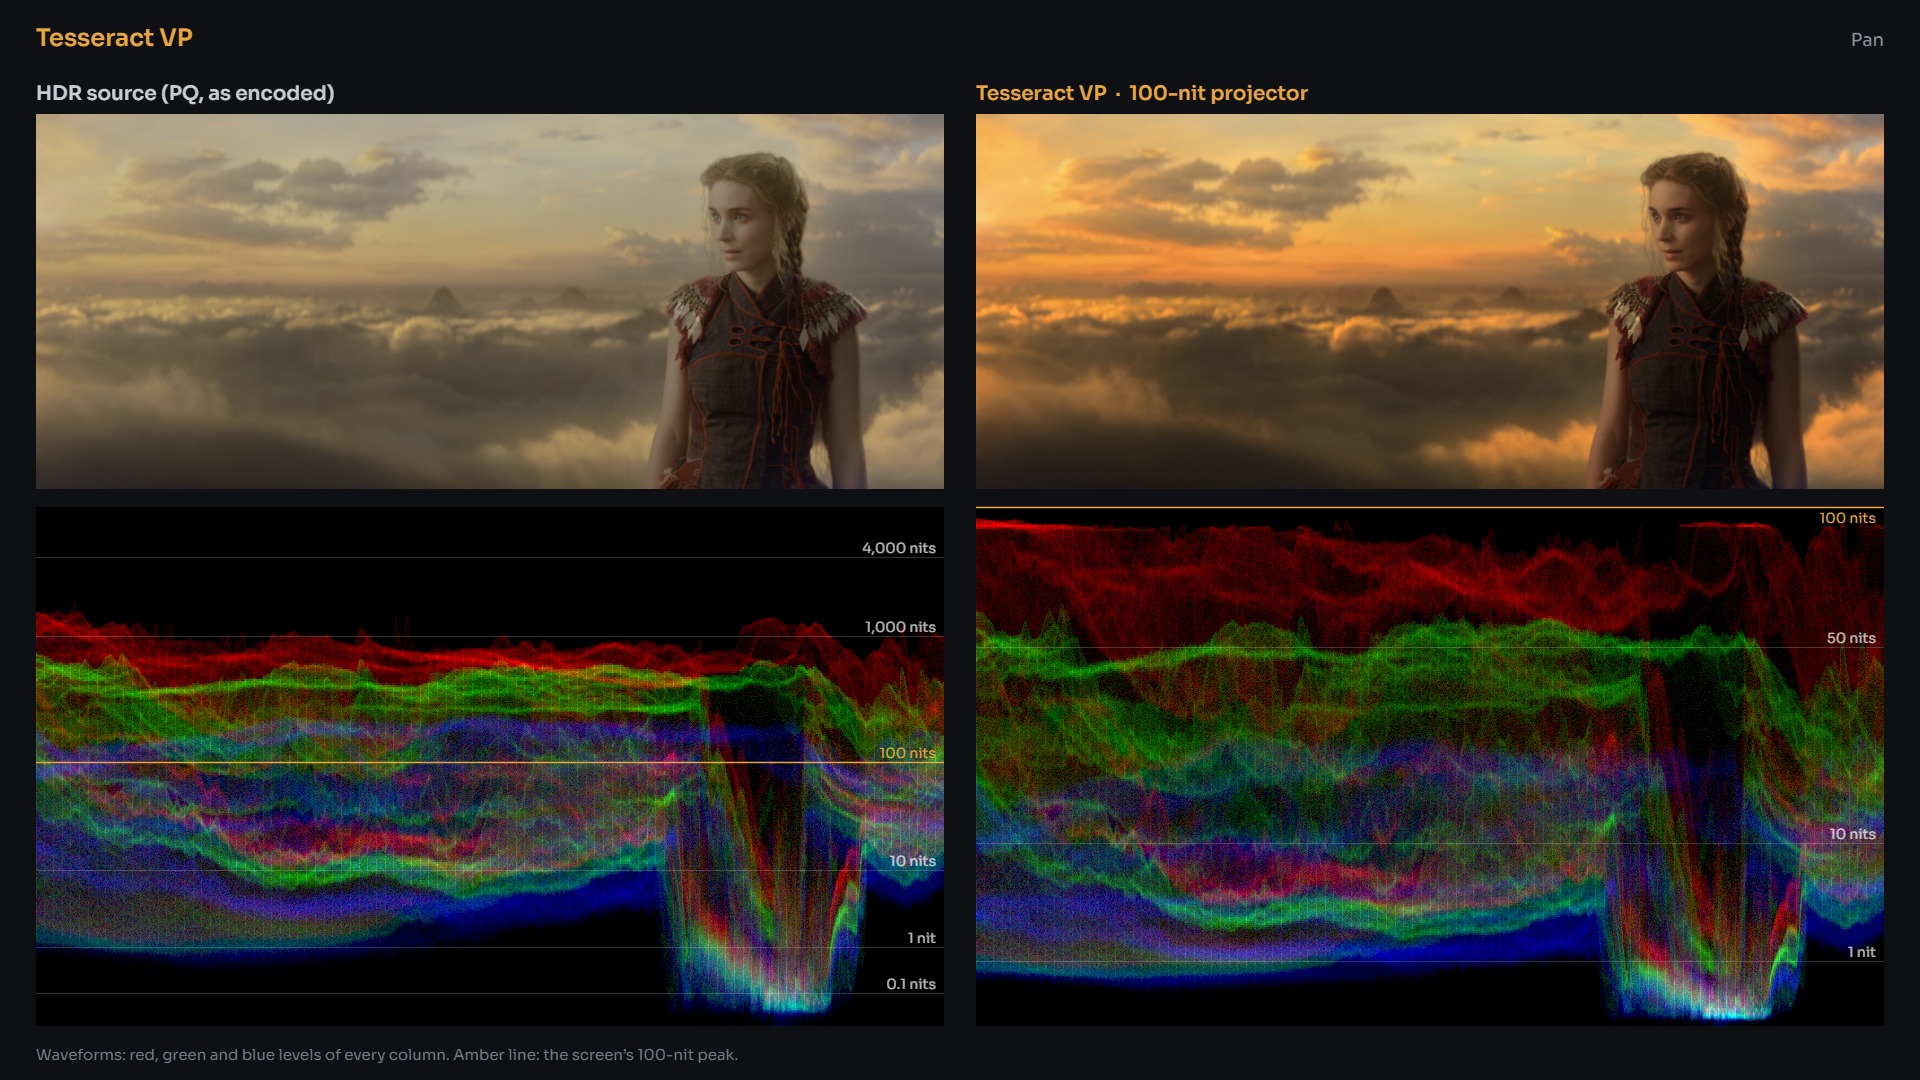 Tesseract VP
Pan
HDR source (PQ, as encoded)
Tesseract VP · 100-nit projector
4,000 nits
1,000 nits
100 nits
10 nits
1 nit
0.1 nits
100 nits
50 nits
10 nits
1 nit
Waveforms: red, green and blue levels of every column. Amber line: the screen’s 100-nit peak.